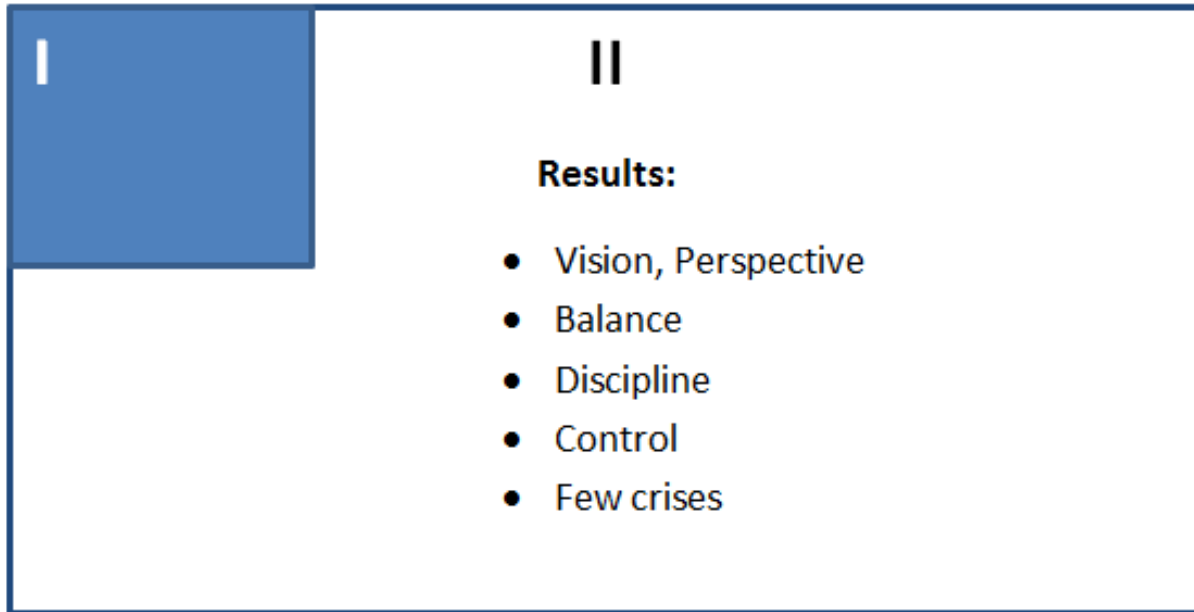 I
II
Results:
• Vision, Perspective
• Balance
• Discipline
• Control
• Few crises